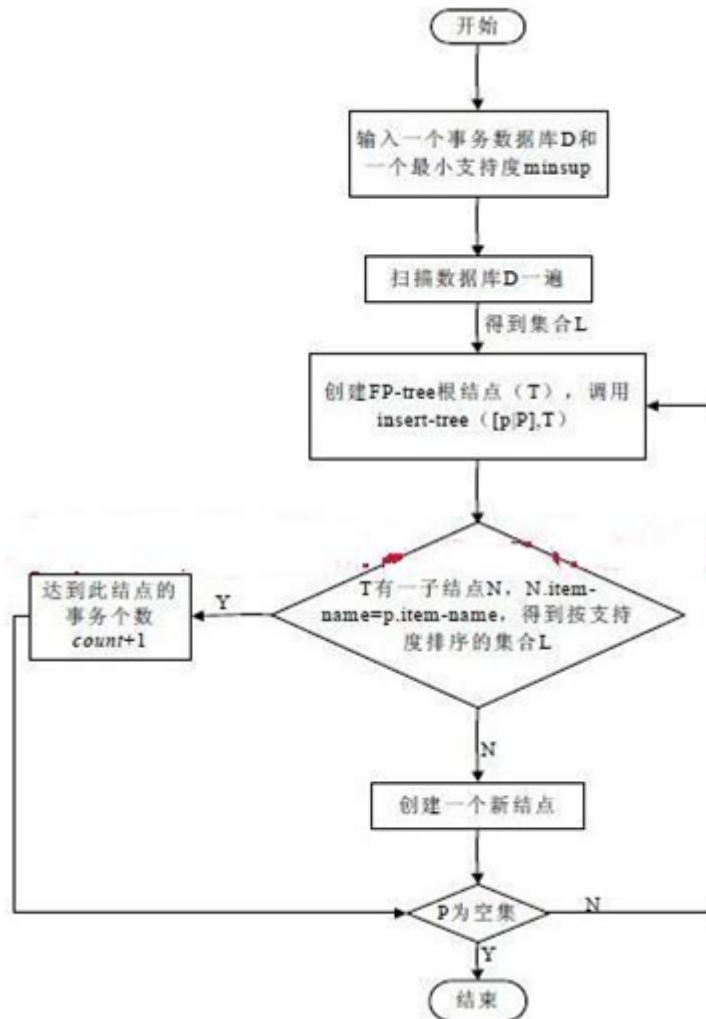 开始
输入一个事务数据库D和
一个最小支持度minsup
扫描数据库D一遍
得到集合L
创建FP-tree根结点（T），调用
insert-tree（[p|P],T）
T有一子结点N，N.item-
name=p.item-name，得到按支持
度排序的集合L
Y
达到此结点的
事务个数
count+1
N
创建一个新结点
P为空集
N
Y
结束